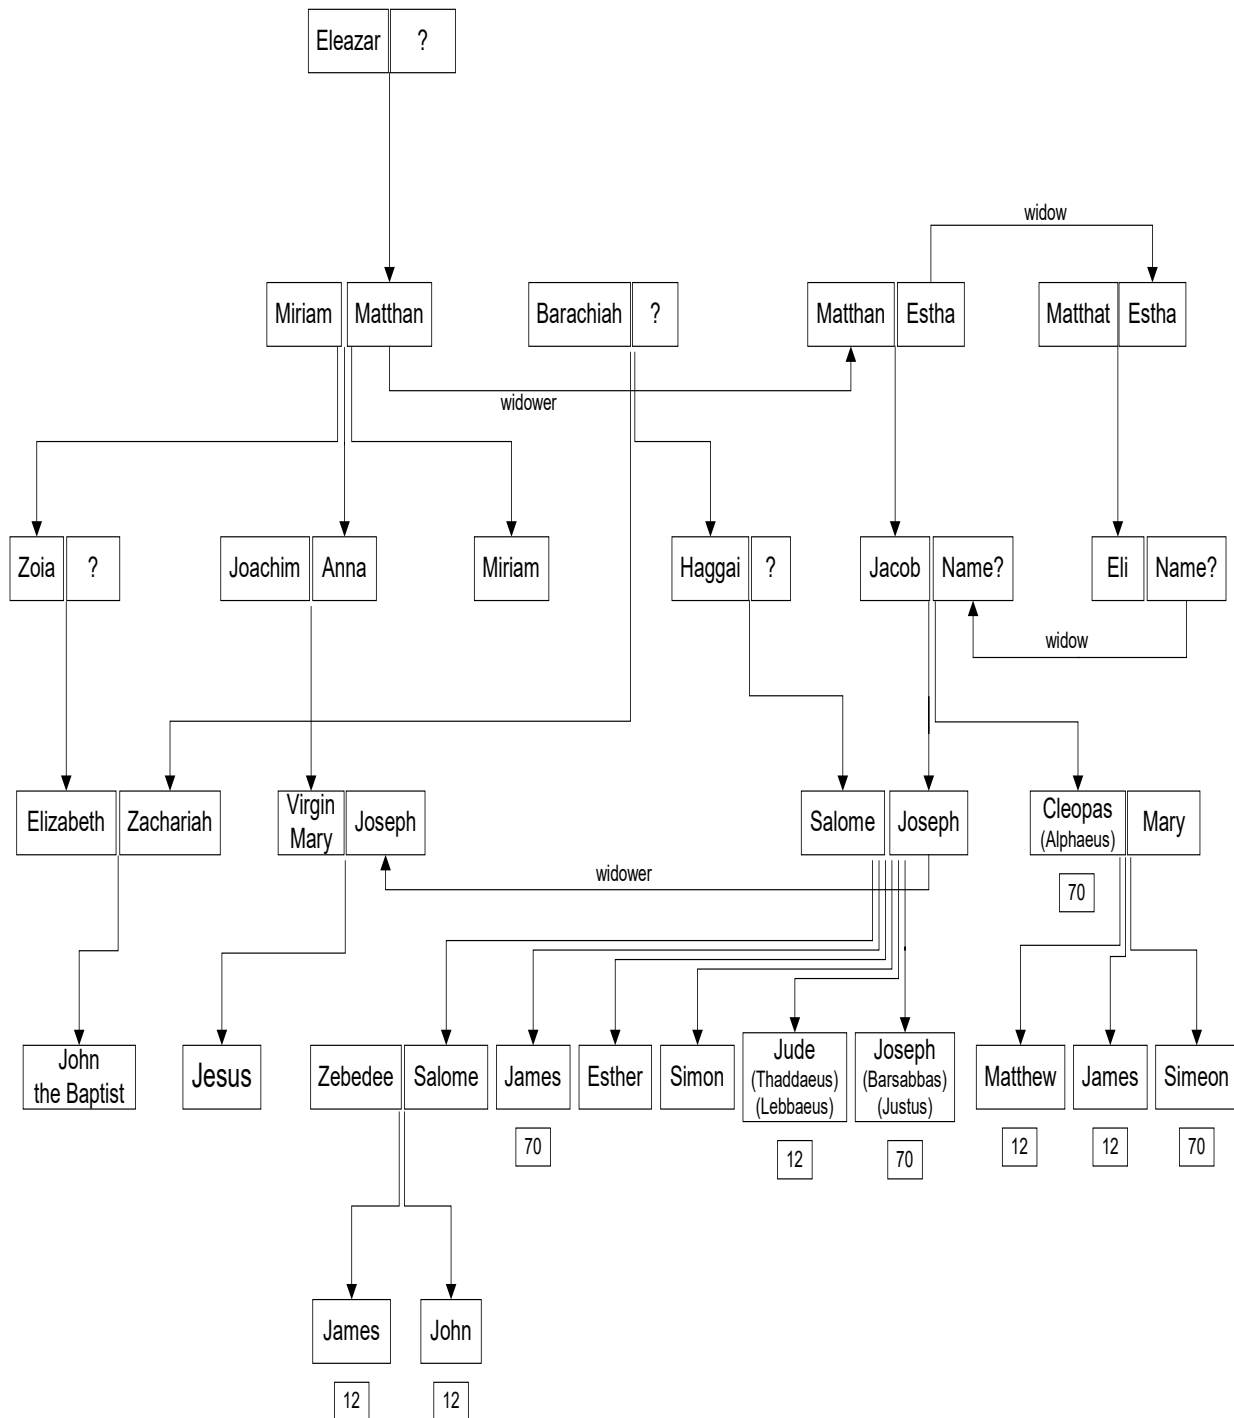 Eleazar
?
widow
Miriam
Matthan
Barachiah
?
Matthan
Estha
Matthat
Estha
widower
Zoia
?
Joachim
Anna
Miriam
Haggai
?
Jacob
Name?
Eli
Name?
widow
Elizabeth
Zachariah
Virgin
Mary
Joseph
Salome
Joseph
Cleopas
(Alphaeus)
Mary
widower
70
John
the Baptist
Jesus
Zebedee
Salome
James
Esther
Simon
Jude
(Thaddaeus)
(Lebbaeus)
Joseph
(Barsabbas)
(Justus)
Matthew
James
Simeon
70
12
70
12
12
70
James
John
12
12